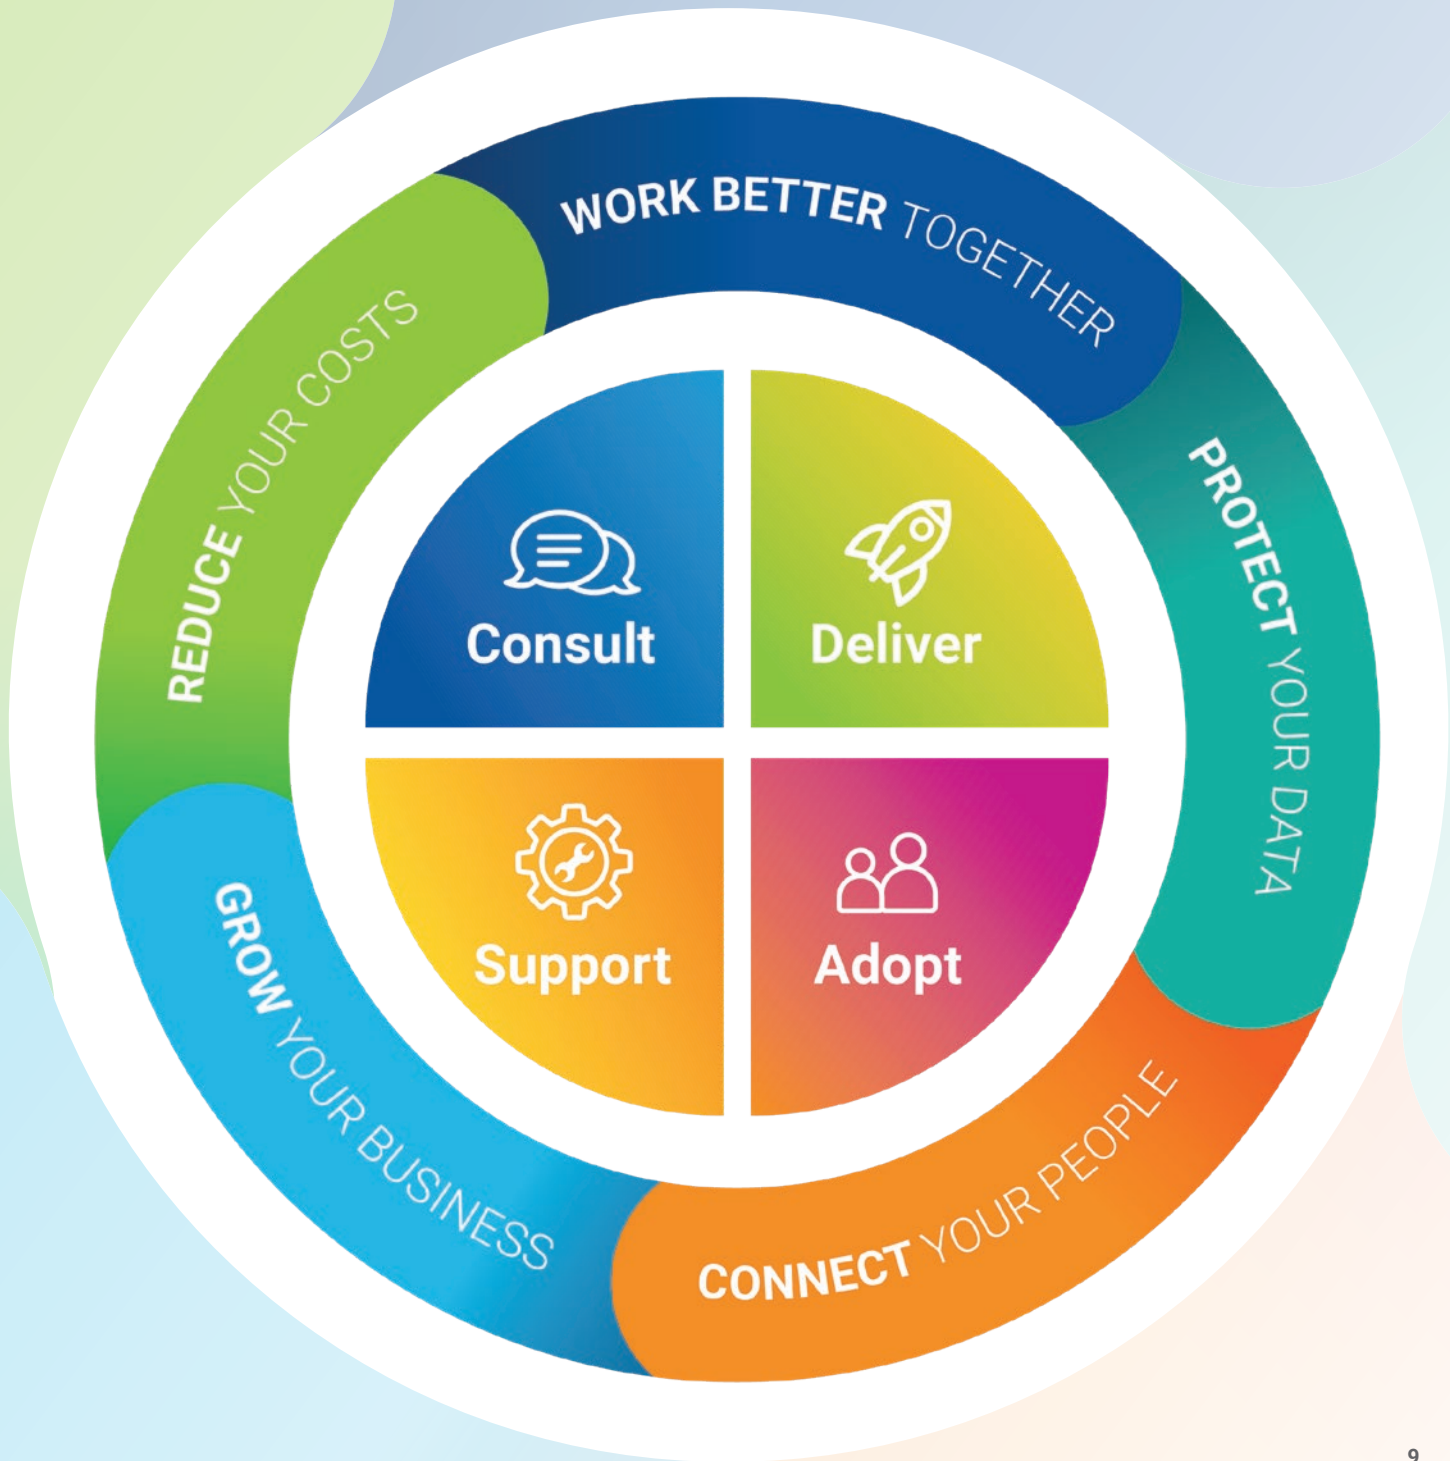 WORK BETTER TOGETHER
PROTECT YOUR DATA
CONNECT YOUR PEOPLE
GROW YOUR BUSINESS
REDUCE YOUR COSTS
Consult
Deliver
Support
Adopt
9